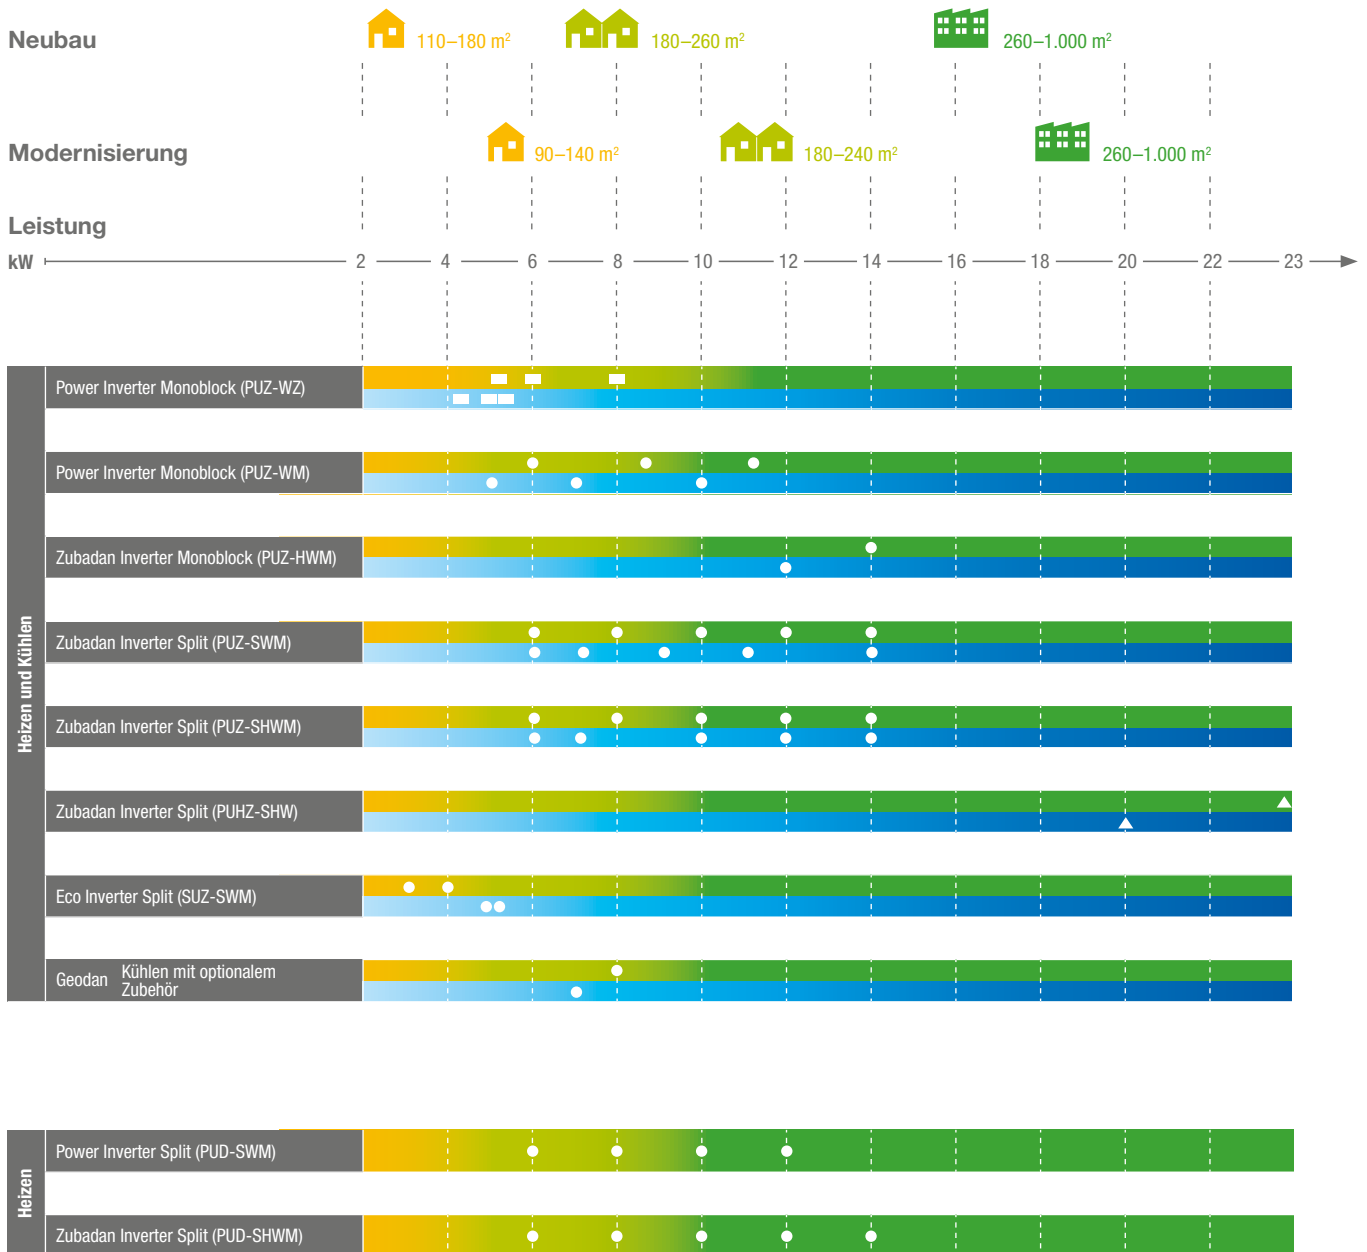 Neubau
110–180 m²
180–260 m²
260–1.000 m²
Modernisierung
90–140 m²
180–240 m²
260–1.000 m²
Leistung
kW 2 4 6 8 10 12 14 16 18 20 22 23
Heizen und Kühlen
Power Inverter Monoblock (PUZ-WZ)
Power Inverter Monoblock (PUZ-WM)
Zubadan Inverter Monoblock (PUZ-HWM)
Zubadan Inverter Split (PUZ-SWM)
Zubadan Inverter Split (PUZ-SHWM)
Zubadan Inverter Split (PUHZ-SHW)
Eco Inverter Split (SUZ-SWM)
Geodan Kühlen mit optionalem
Zubehör
Heizen
Power Inverter Split (PUD-SWM)
Zubadan Inverter Split (PUD-SHWM)